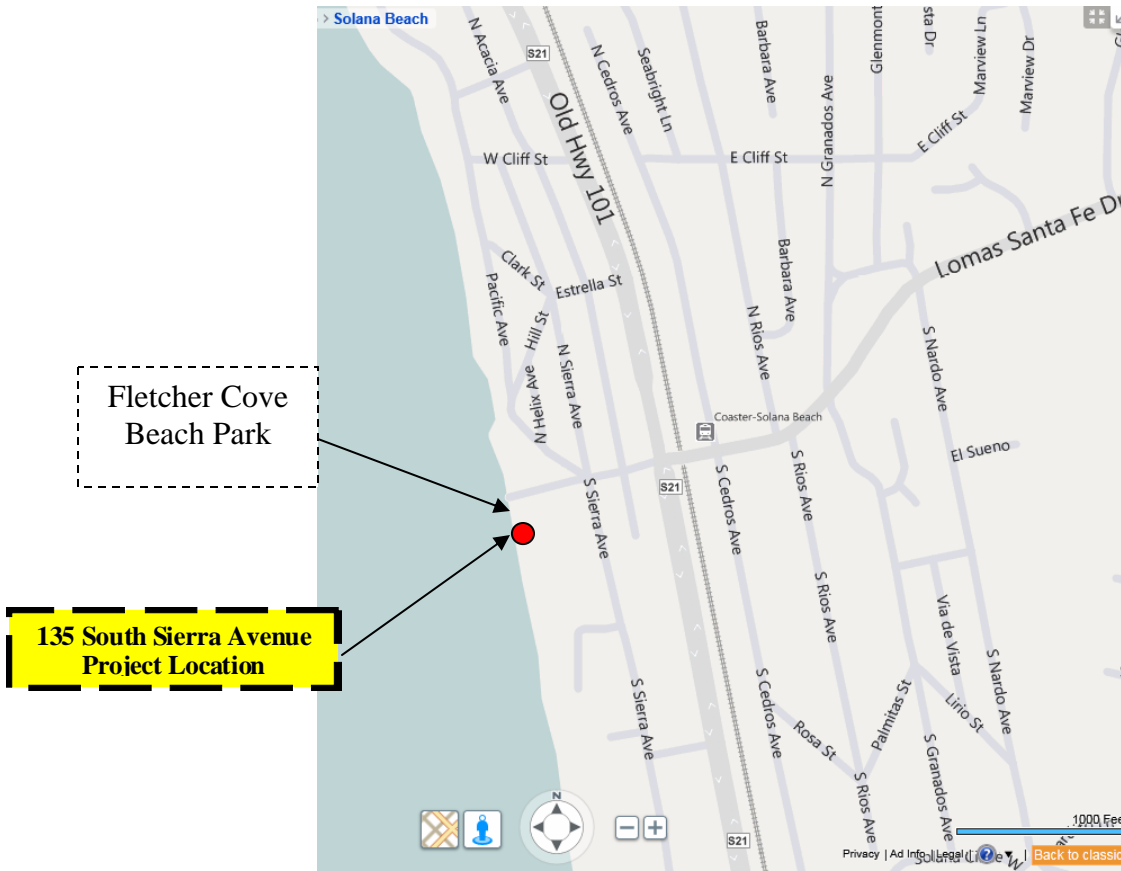 > Solana Beach
N Acacia Ave
S21
Old Hwy 101
N Cedros Ave
Seabright Ln
Barbara Ave
N Granados Ave
Glenmont
sta Dr
Marview Ln
Marview Dr
W Cliff St
E Cliff St
E Cliff St
Lomas Santa Fe Dr
Clark St
Estrella St
Pacific Ave
Hill St
N Helix Ave
N Sierra Ave
Barbara Ave
N Rios Ave
S Nardo Ave
Fletcher Cove
Beach Park
Coaster-Solana Beach
El Sueno
S21
S Sierra Ave
S Cedros Ave
S Rios Ave
S Rios Ave
Via de Vista
135 South Sierra Avenue
Project Location
S Sierra Ave
S Cedros Ave
Rosa St
Palmitas St
Lirio St
S Nardo Ave
S Granados Ave
S Rios Ave
N
S21
1000 Fee
Privacy | Ad Info | Legal | ? ▼ | Back to classic
Solana Circle W